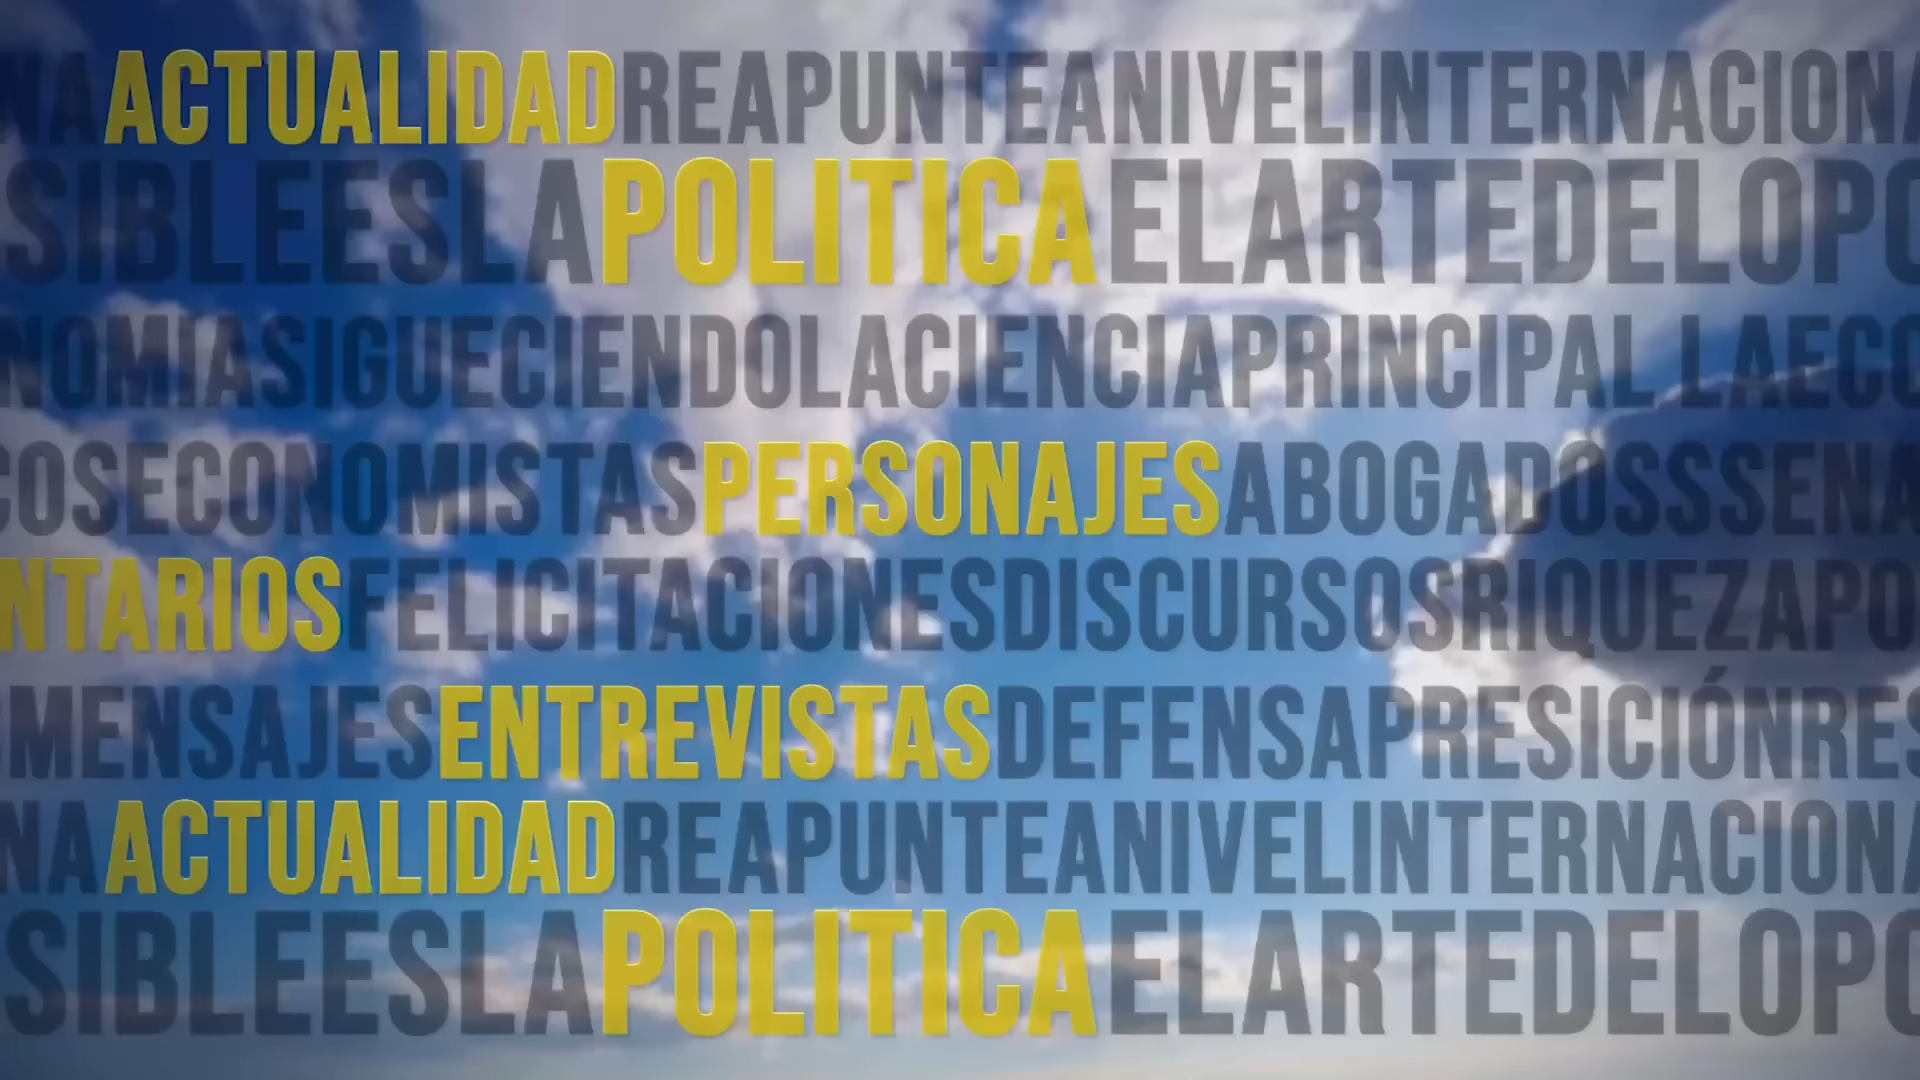 NAACTUALIDADREAPUNTEANIVELINTERNACIONA
SIBLEESLAPOLITICAELARTEDELOPO
NOMIASIGUECIENDOLACIENCIAPRINCIPAL LAECO
COSECONOMISTASPERSONAJESABOGADOSSSENA
NTARIOSFELICITACIONESDISCURSOSRIQUEZAPO
MENSAJESENTREVISTASDEFENSAPRESICIÓNRES
NAACTUALIDADREAPUNTEANIVELINTERNACIONA
SIBLEESLAPOLITICAELARTEDELOPO